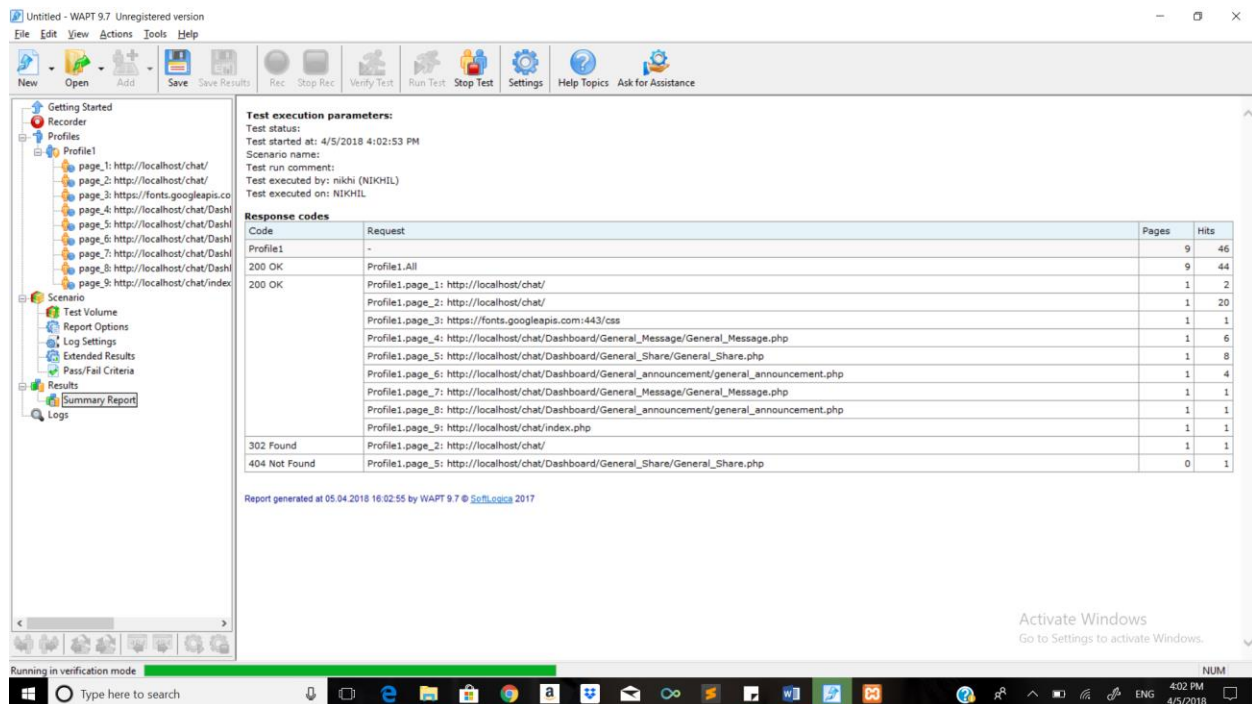 Untitled - WAPT 9.7 Unregistered version
File Edit View Actions Tools Help
New Open Add Save Save Results Rec Stop Rec Verify Test Run Test Stop Test Settings Help Topics Ask for Assistance
Getting Started
Recorder
Profiles
Profile1
page_1: http://localhost/chat/
page_2: http://localhost/chat/
page_3: https://fonts.googleapis.co
page_4: http://localhost/chat/Dashl
page_5: http://localhost/chat/Dashl
page_6: http://localhost/chat/Dashl
page_7: http://localhost/chat/Dashl
page_8: http://localhost/chat/Dashl
page_9: http://localhost/chat/index
Scenario
Test Volume
Report Options
Log Settings
Extended Results
Pass/Fail Criteria
Results
Summary Report
Logs
Test execution parameters:
Test status:
Test started at: 4/5/2018 4:02:53 PM
Scenario name:
Test run comment:
Test executed by: nikhi (NIKHIL)
Test executed on: NIKHIL
Response codes
Code Request Pages Hits
Profile1 - 9 46
200 OK Profile1.All 9 44
200 OK Profile1.page_1: http://localhost/chat/ 1 2
Profile1.page_2: http://localhost/chat/ 1 20
Profile1.page_3: https://fonts.googleapis.com:443/css 1 1
Profile1.page_4: http://localhost/chat/Dashboard/General_Message/General_Message.php 1 6
Profile1.page_5: http://localhost/chat/Dashboard/General_Share/General_Share.php 1 8
Profile1.page_6: http://localhost/chat/Dashboard/General_announcement/general_announcement.php 1 4
Profile1.page_7: http://localhost/chat/Dashboard/General_Message/General_Message.php 1 1
Profile1.page_8: http://localhost/chat/Dashboard/General_announcement/general_announcement.php 1 1
Profile1.page_9: http://localhost/chat/index.php 1 1
302 Found Profile1.page_2: http://localhost/chat/ 1 1
404 Not Found Profile1.page_5: http://localhost/chat/Dashboard/General_Share/General_Share.php 0 1
Report generated at 05.04.2018 16:02:55 by WAPT 9.7 © SoftLogica 2017
Activate Windows
Go to Settings to activate Windows.
Running in verification mode NUM
Type here to search
ENG
4:02 PM
4/5/2018